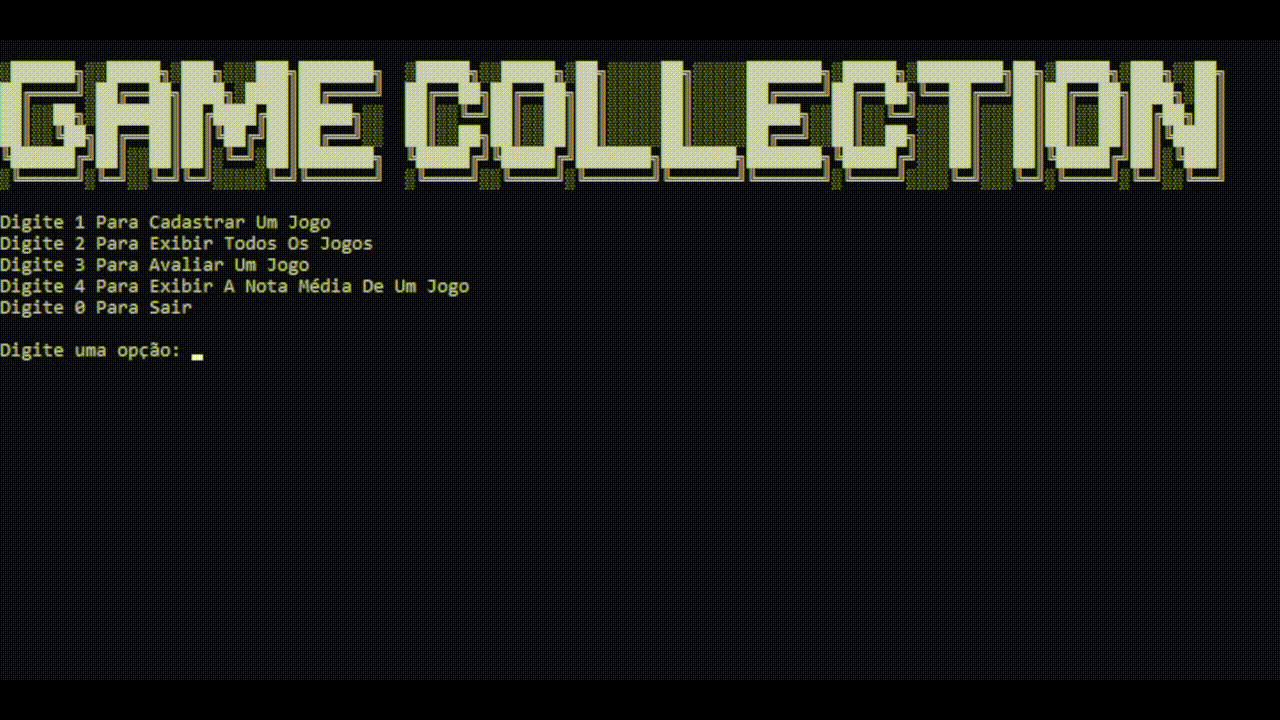 GAME COLLECTION
Digite 1 Para Cadastrar Um Jogo
Digite 2 Para Exibir Todos Os Jogos
Digite 3 Para Avaliar Um Jogo
Digite 4 Para Exibir A Nota Média De Um Jogo
Digite 0 Para Sair
Digite uma opção: